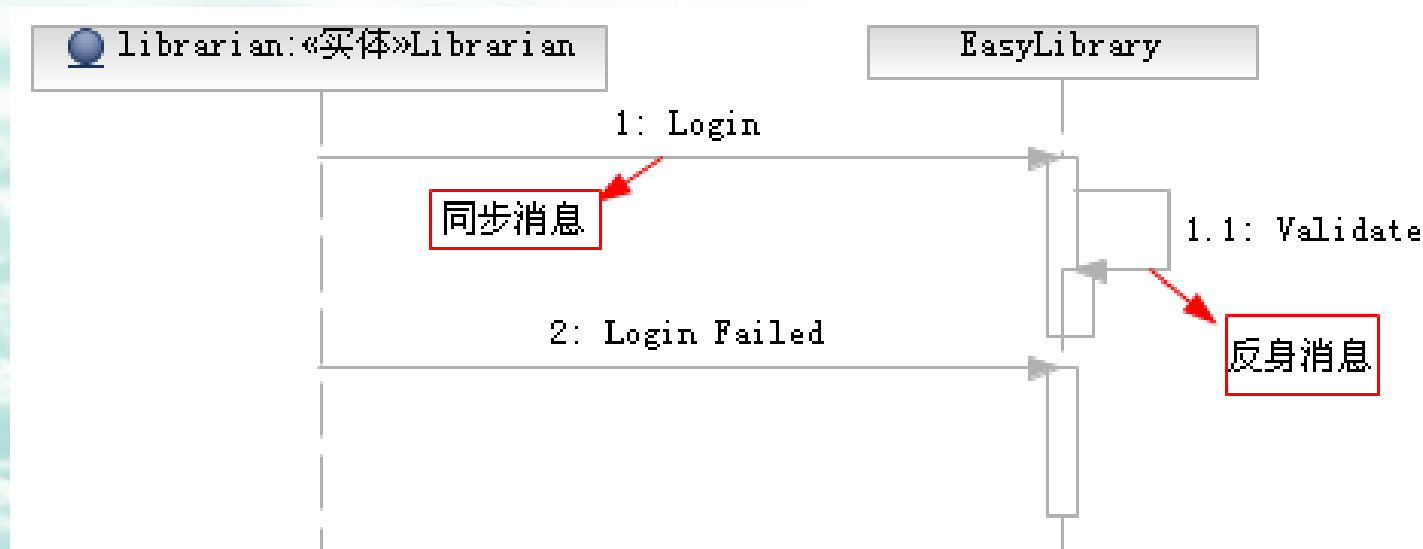 librarian:«实体»Librarian
EasyLibrary
1: Login
同步消息
1.1: Validate
2: Login Failed
反身消息